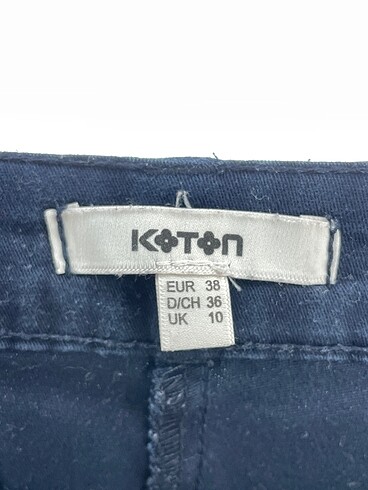 KOTON
EUR 38
D/CH 36
UK 10